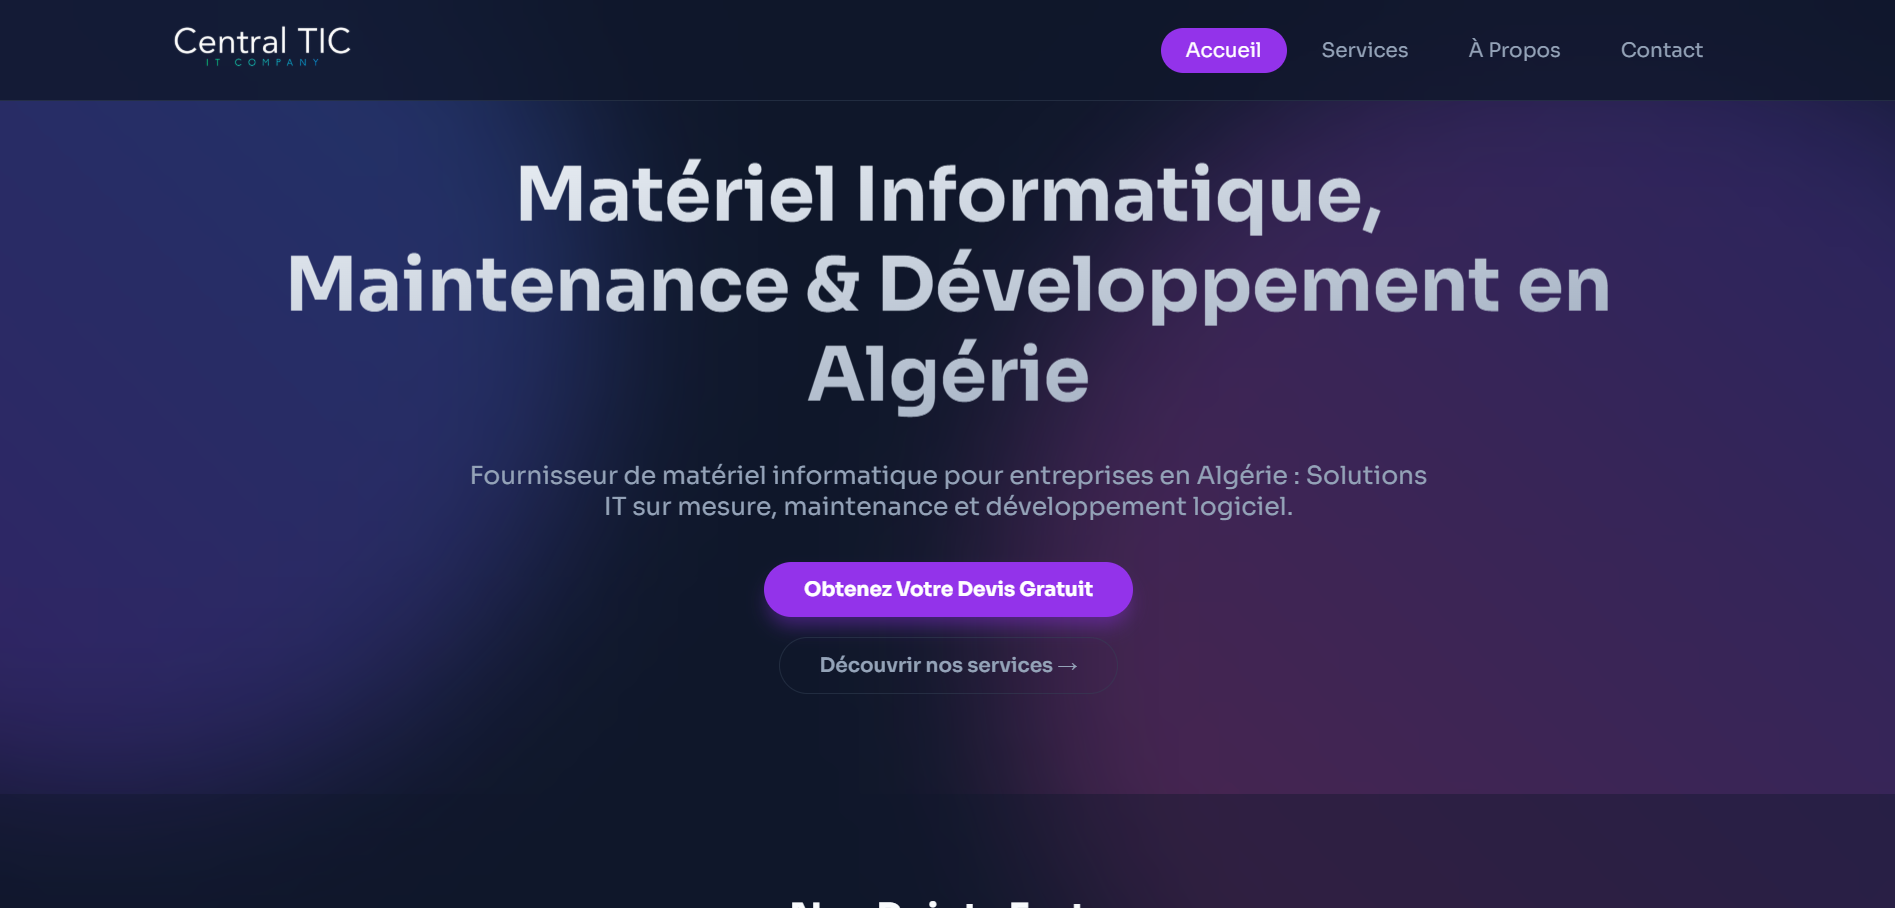 Central TIC
IT COMPANY
Accueil
Services
À Propos
Contact
Matériel Informatique,
Maintenance & Développement en
Algérie
Fournisseur de matériel informatique pour entreprises en Algérie : Solutions
IT sur mesure, maintenance et développement logiciel.
Obtenez Votre Devis Gratuit
Découvrir nos services →